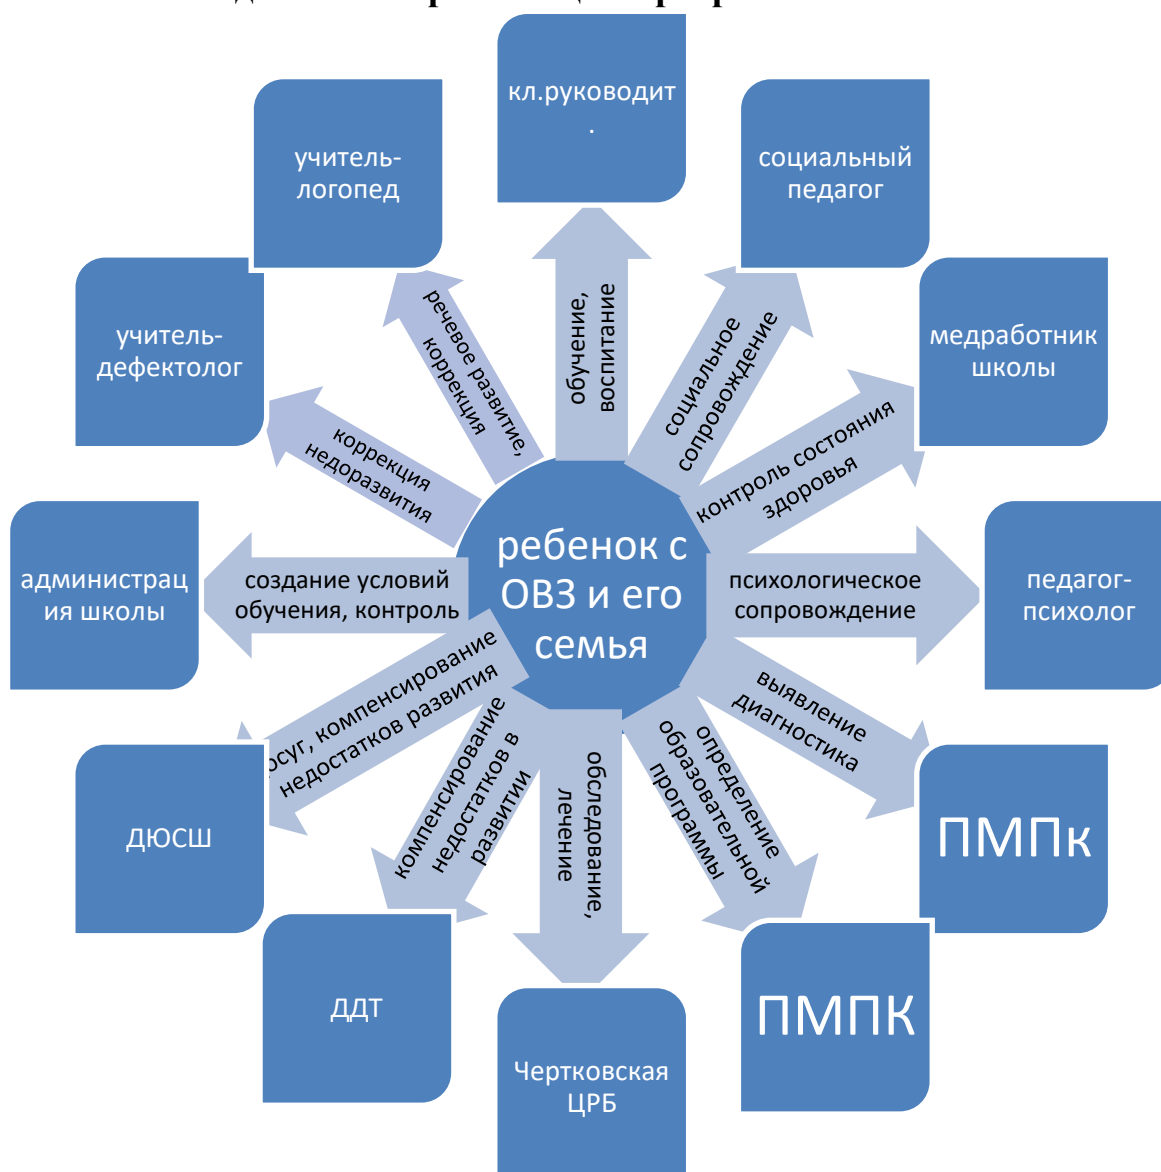 кл.руководит
.
социальный
педагог
медработник
школы
педагог-
психолог
ПМПк
ПМПК
Чертковская
ЦРБ
ДДТ
ДЮСШ
администрац
ия школы
учитель-
дефектолог
учитель-
логопед
обучение,
воспитание
социальное
сопровождение
контроль состояния
здоровья
психологическое
сопровождение
выявление
диагностика
определение
образовательной
программы
обследование,
лечение
компенсирование
недостатков в
развитии
осуг, компенсирование
недостатков развития
создание условий
обучения, контроль
коррекция
недоразвития
речевое развитие,
коррекция
ребенок с
ОВЗ и его
семья